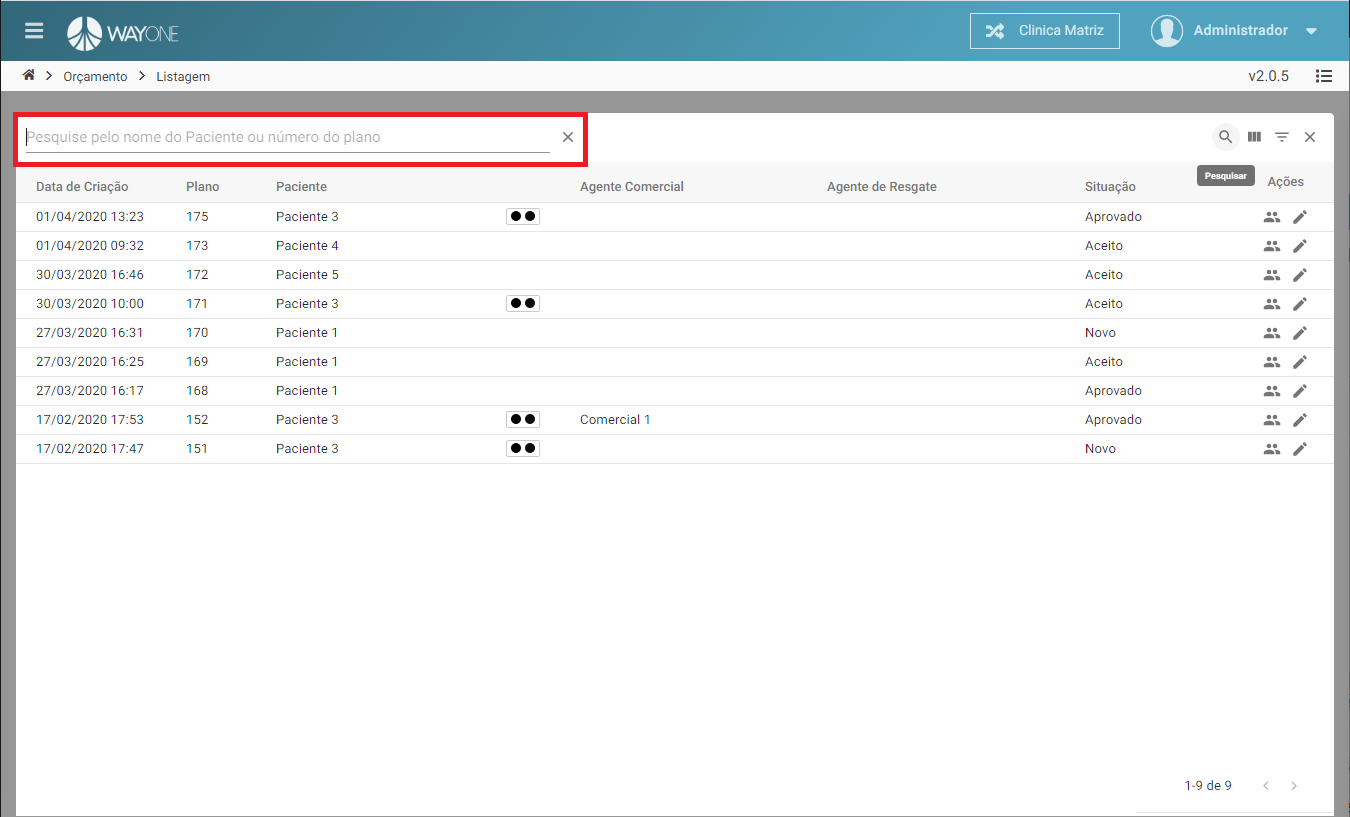 WAYONE Clinica Matriz Administrador
Orçamento Listagem v2.0.5
Pesquise pelo nome do Paciente ou número do plano
Pesquisar
Data de Criação Plano Paciente Agente Comercial Agente de Resgate Situação Ações
01/04/2020 13:23 175 Paciente 3 Aprovado
01/04/2020 09:32 173 Paciente 4 Aceito
30/03/2020 16:46 172 Paciente 5 Aceito
30/03/2020 10:00 171 Paciente 3 Aceito
27/03/2020 16:31 170 Paciente 1 Novo
27/03/2020 16:25 169 Paciente 1 Aceito
27/03/2020 16:17 168 Paciente 1 Aprovado
17/02/2020 17:53 152 Paciente 3 Comercial 1 Aprovado
17/02/2020 17:47 151 Paciente 3 Novo
1-9 de 9